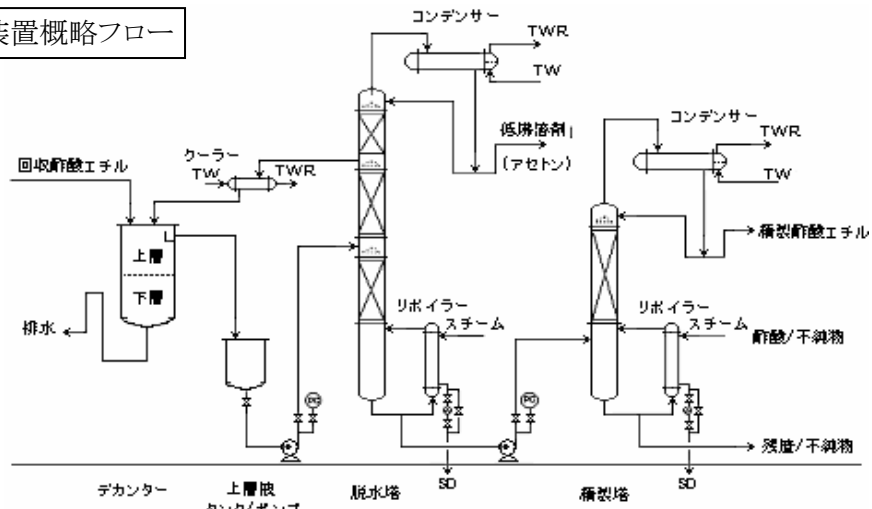 装置概略フロー
コンデンサー
TWR
TW
低沸溶剤
(アセトン)
コンデンサー
TWR
TW
回収酢酸エチル
クーラー
TW
TWR
上層
下層
排水
精製酢酸エチル
リボイラー
スチーム
リボイラー
スチーム
酢酸/不純物
PG
PG
残渣/不純物
SD
SD
デカンター
上層液
タンク/ポンプ
脱水塔
精製塔